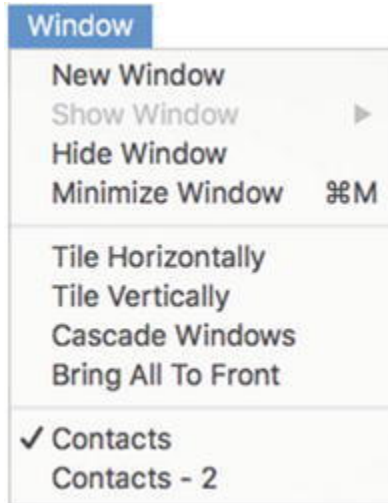 Window
New Window
Show Window
Hide Window
Minimize Window ⌘M
Tile Horizontally
Tile Vertically
Cascade Windows
Bring All To Front
✓ Contacts
Contacts - 2